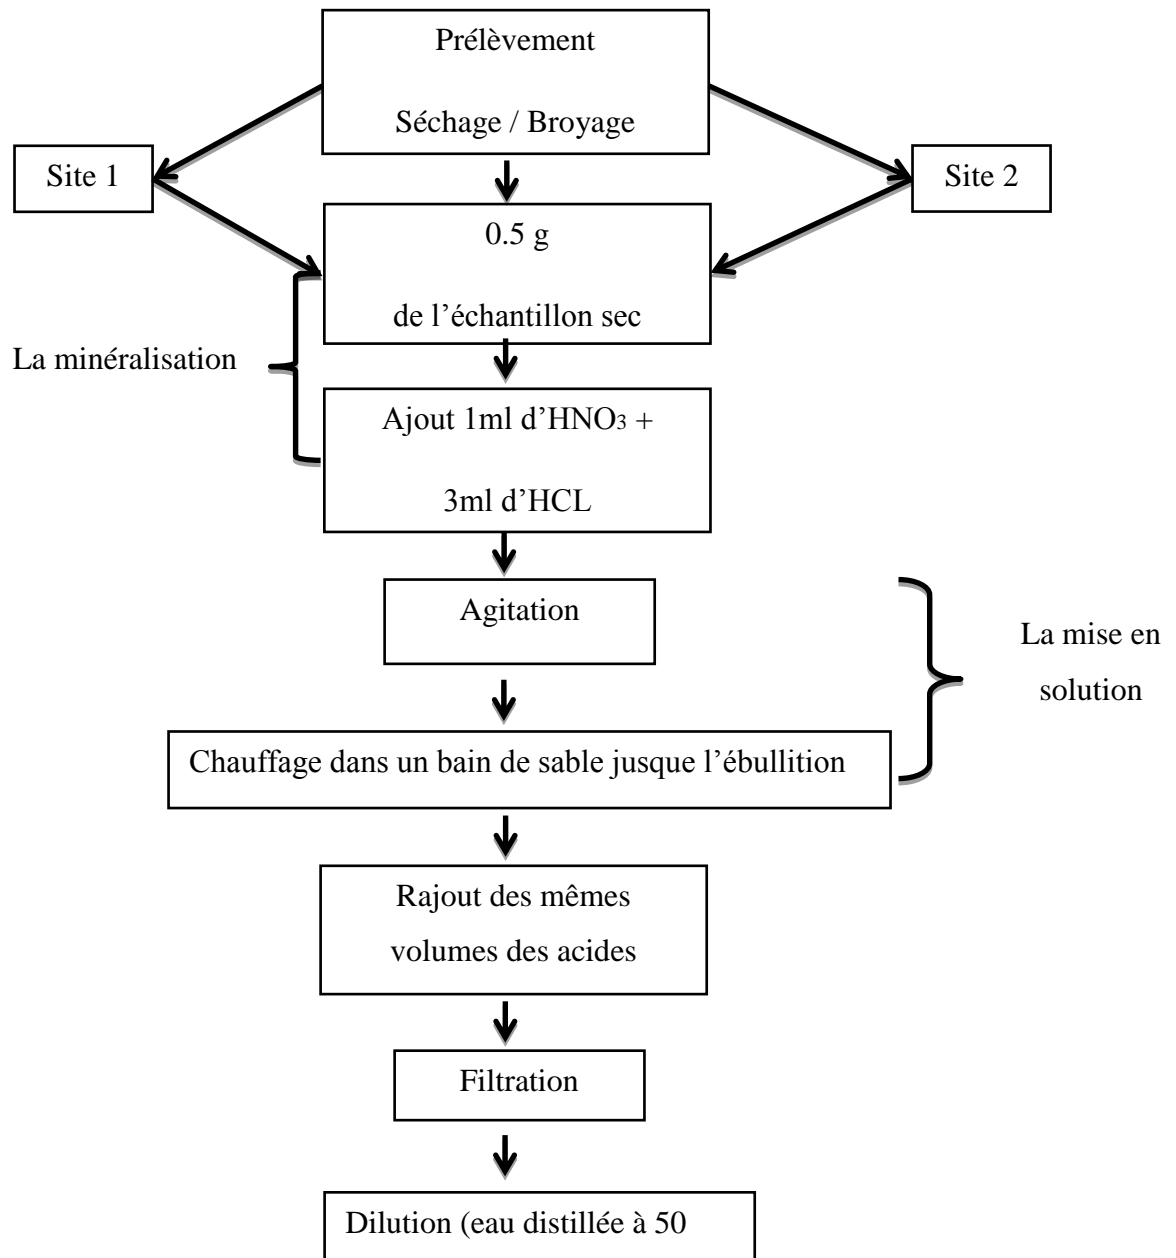 Prélèvement
Séchage / Broyage
Site 1
Site 2
0.5 g
de l’échantillon sec
La minéralisation
Ajout 1ml d’HNO₃ +
3ml d’HCL
Agitation
La mise en
solution
Chauffage dans un bain de sable jusque l’ébullition
Rajout des mêmes
volumes des acides
Filtration
Dilution (eau distillée à 50